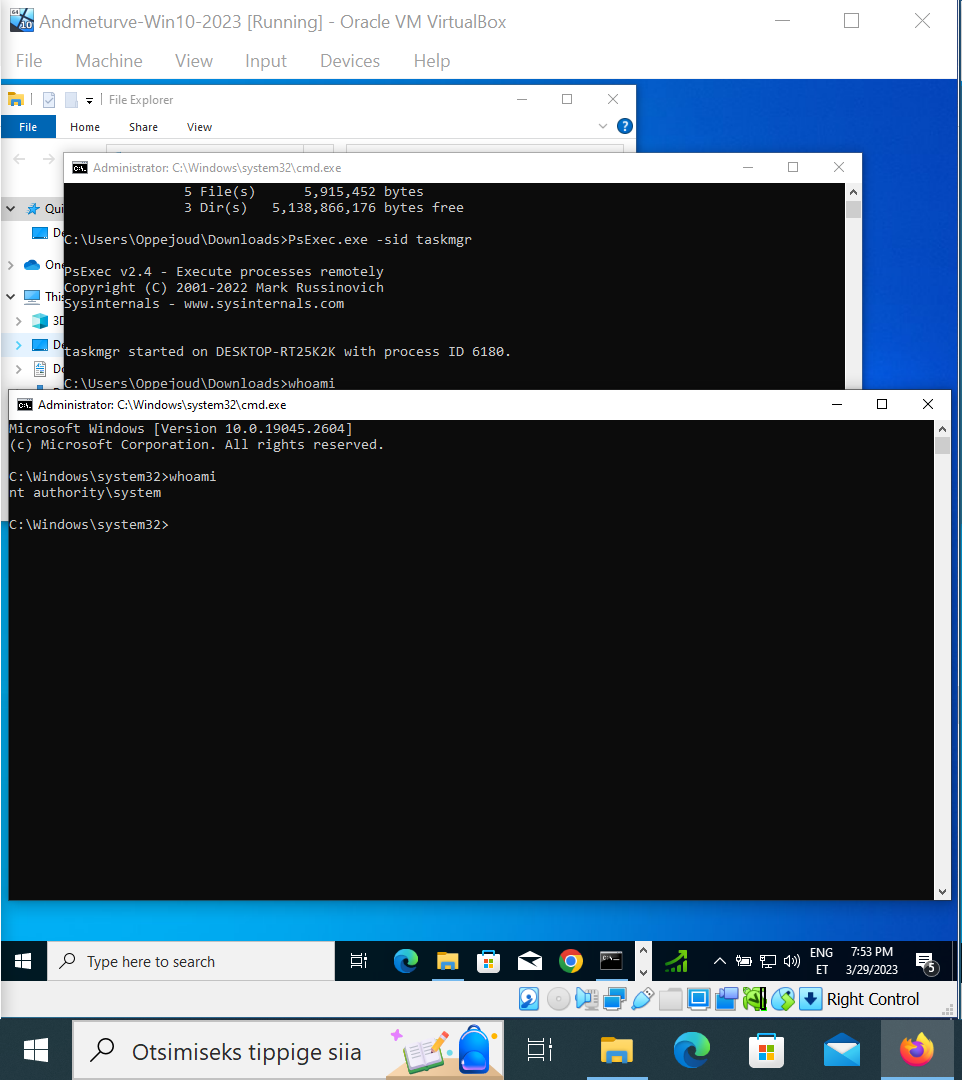 Andmeturve-Win10-2023 [Running] - Oracle VM VirtualBox
File Machine View Input Devices Help
File Explorer
File Home Share View
Administrator: C:\Windows\system32\cmd.exe
5 File(s) 5,915,452 bytes
3 Dir(s) 5,138,866,176 bytes free
C:\Users\Oppejoud\Downloads>PsExec.exe -sid taskmgr
PsExec v2.4 - Execute processes remotely
Copyright (C) 2001-2022 Mark Russinovich
Sysinternals - www.sysinternals.com
taskmgr started on DESKTOP-RT25K2K with process ID 6180.
C:\Users\Oppejoud\Downloads>whoami
Qui
De
One
This
3D
De
Do
Administrator: C:\Windows\system32\cmd.exe
Microsoft Windows [Version 10.0.19045.2604]
(c) Microsoft Corporation. All rights reserved.
C:\Windows\system32>whoami
nt authority\system
C:\Windows\system32>
Type here to search
ENG
ET
7:53 PM
3/29/2023
5
Right Control
Otsimiseks tippige siia